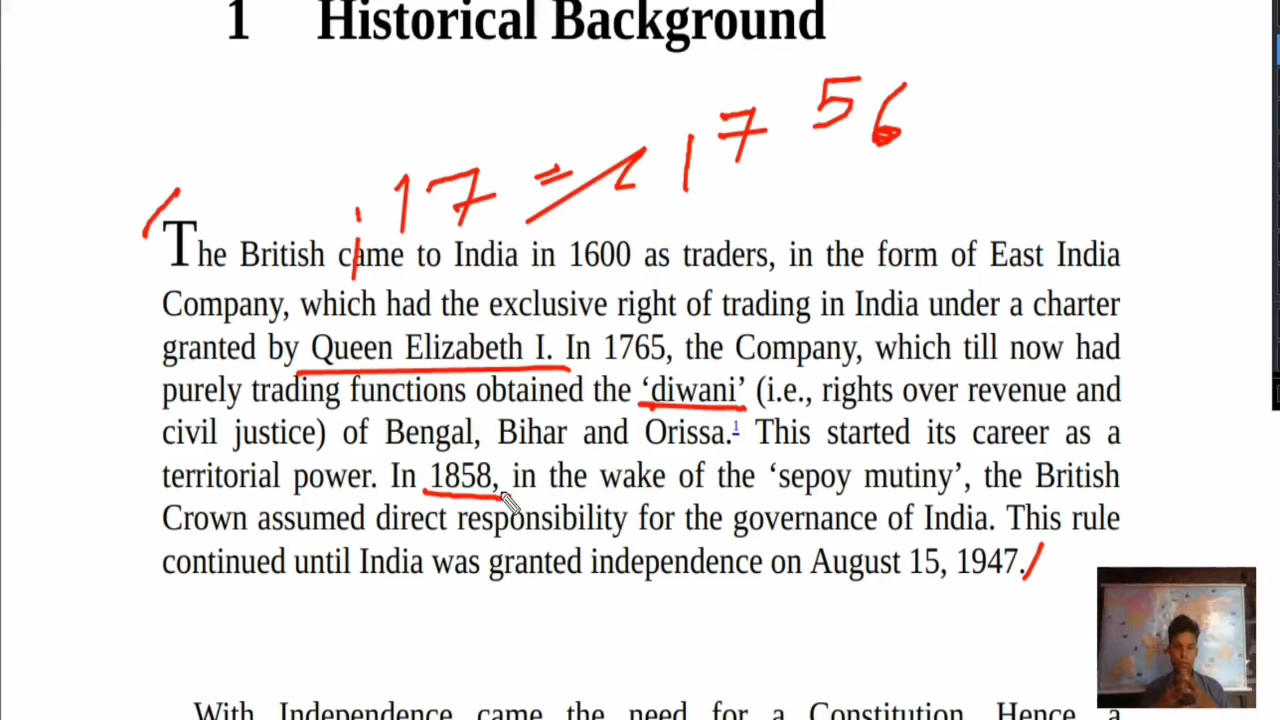 1 Historical Background
17 = 1756
The British came to India in 1600 as traders, in the form of East India
Company, which had the exclusive right of trading in India under a charter
granted by Queen Elizabeth I. In 1765, the Company, which till now had
purely trading functions obtained the ‘diwani’ (i.e., rights over revenue and
civil justice) of Bengal, Bihar and Orissa.1 This started its career as a
territorial power. In 1858, in the wake of the ‘sepoy mutiny’, the British
Crown assumed direct responsibility for the governance of India. This rule
continued until India was granted independence on August 15, 1947.
With Independence came the need for a Constitution. Hence a